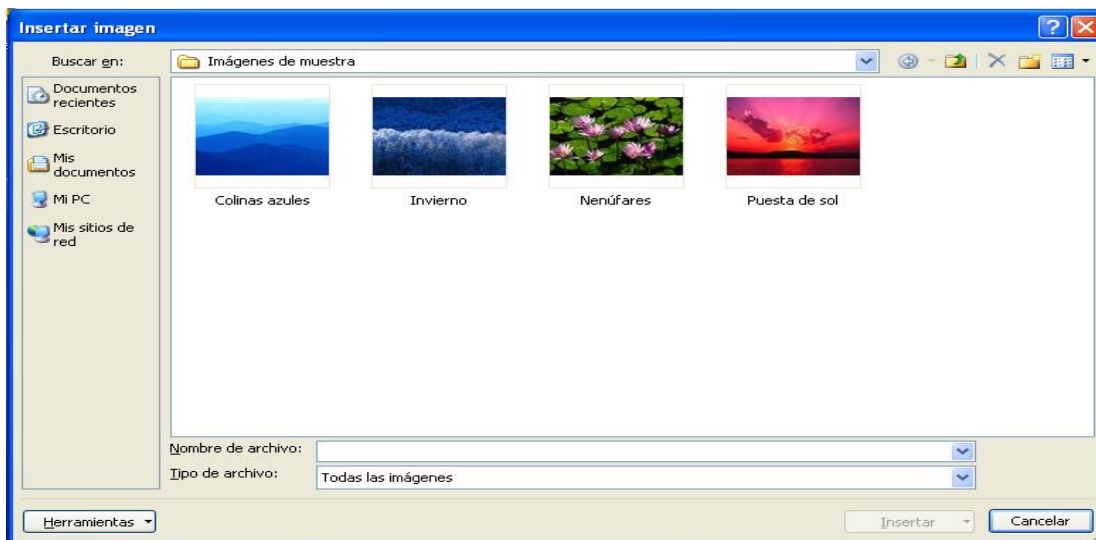 Insertar imagen
Buscar en:
Imágenes de muestra
Documentos
recientes
Escritorio
Mis
documentos
Mi PC
Mis sitios de
red
Colinas azules
Invierno
Nenúfares
Puesta de sol
Nombre de archivo:
Tipo de archivo:
Todas las imágenes
Herramientas
Insertar
Cancelar